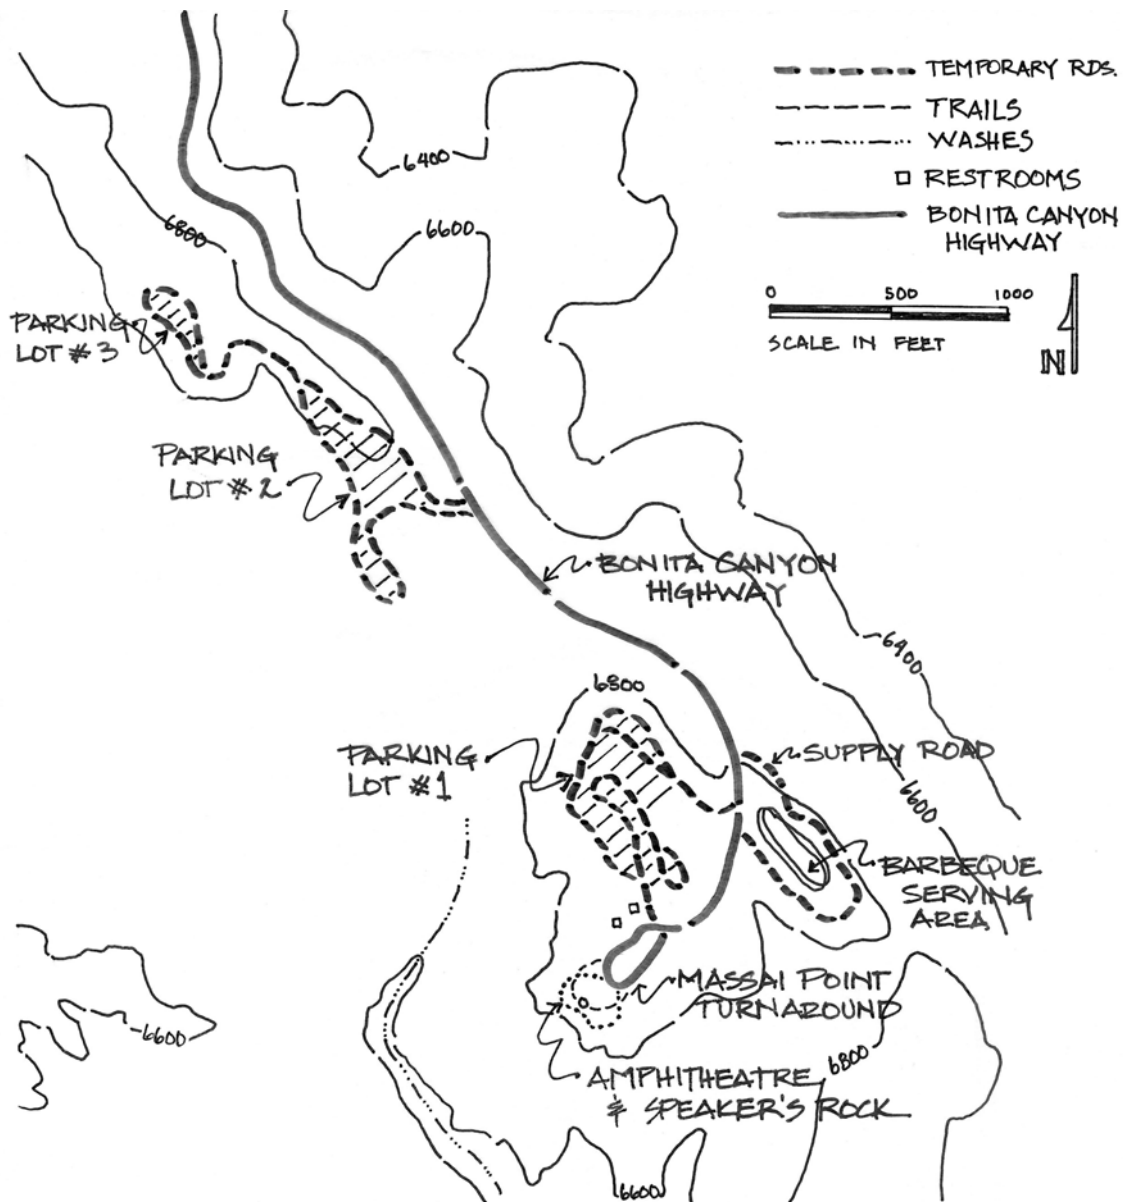 TEMPORARY RDS.
TRAILS
WASHES
RESTROOMS
BONITA CANYON
HIGHWAY
0 500 1000
SCALE IN FEET
N
6400
6600
6800
PARKING
LOT #3
PARKING
LOT #2
BONITA CANYON
HIGHWAY
6400
6800
PARKING
LOT #1
SUPPLY ROAD
6600
BARBEQUE
SERVING
AREA
MASSAI POINT
TURNAROUND
6600
6800
AMPHITHEATRE
& SPEAKER'S ROCK
6600